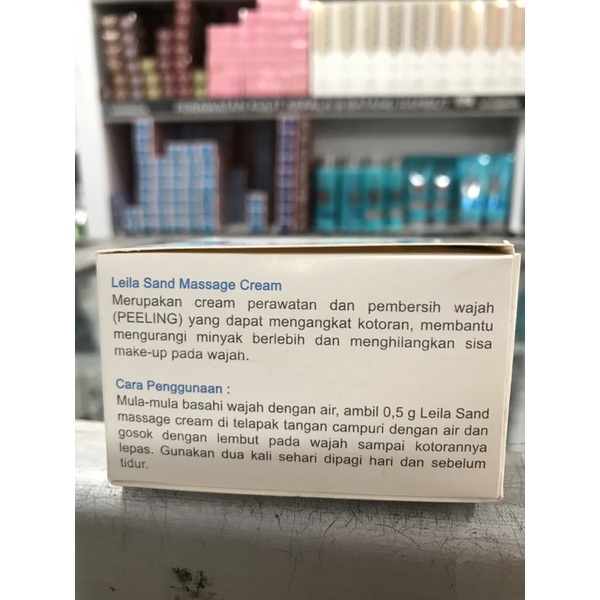 Leila Sand Massage Cream
Merupakan cream perawatan dan pembersih wajah
(PEELING) yang dapat mengangkat kotoran, membantu
mengurangi minyak berlebih dan menghilangkan sisa
make-up pada wajah.
Cara Penggunaan :
Mula-mula basahi wajah dengan air, ambil 0,5 g Leila Sand
massage cream di telapak tangan campuri dengan air dan
gosok dengan lembut pada wajah sampai kotorannya
lepas. Gunakan dua kali sehari dipagi hari dan sebelum
tidur.